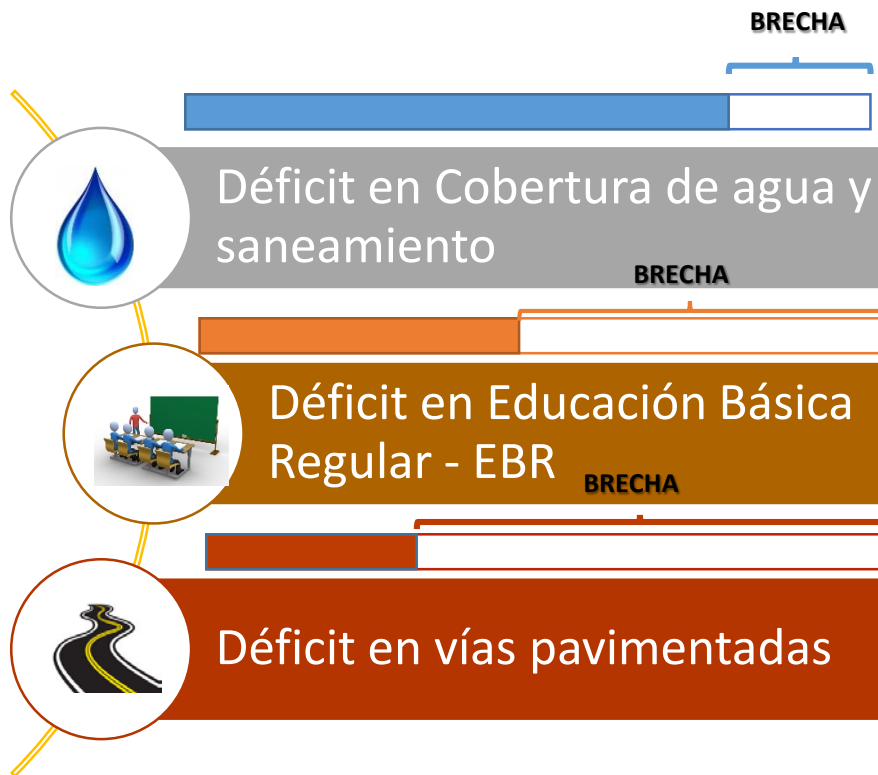 BRECHA
Déficit en Cobertura de agua y
saneamiento
BRECHA
Déficit en Educación Básica
Regular - EBR
BRECHA
Déficit en vías pavimentadas